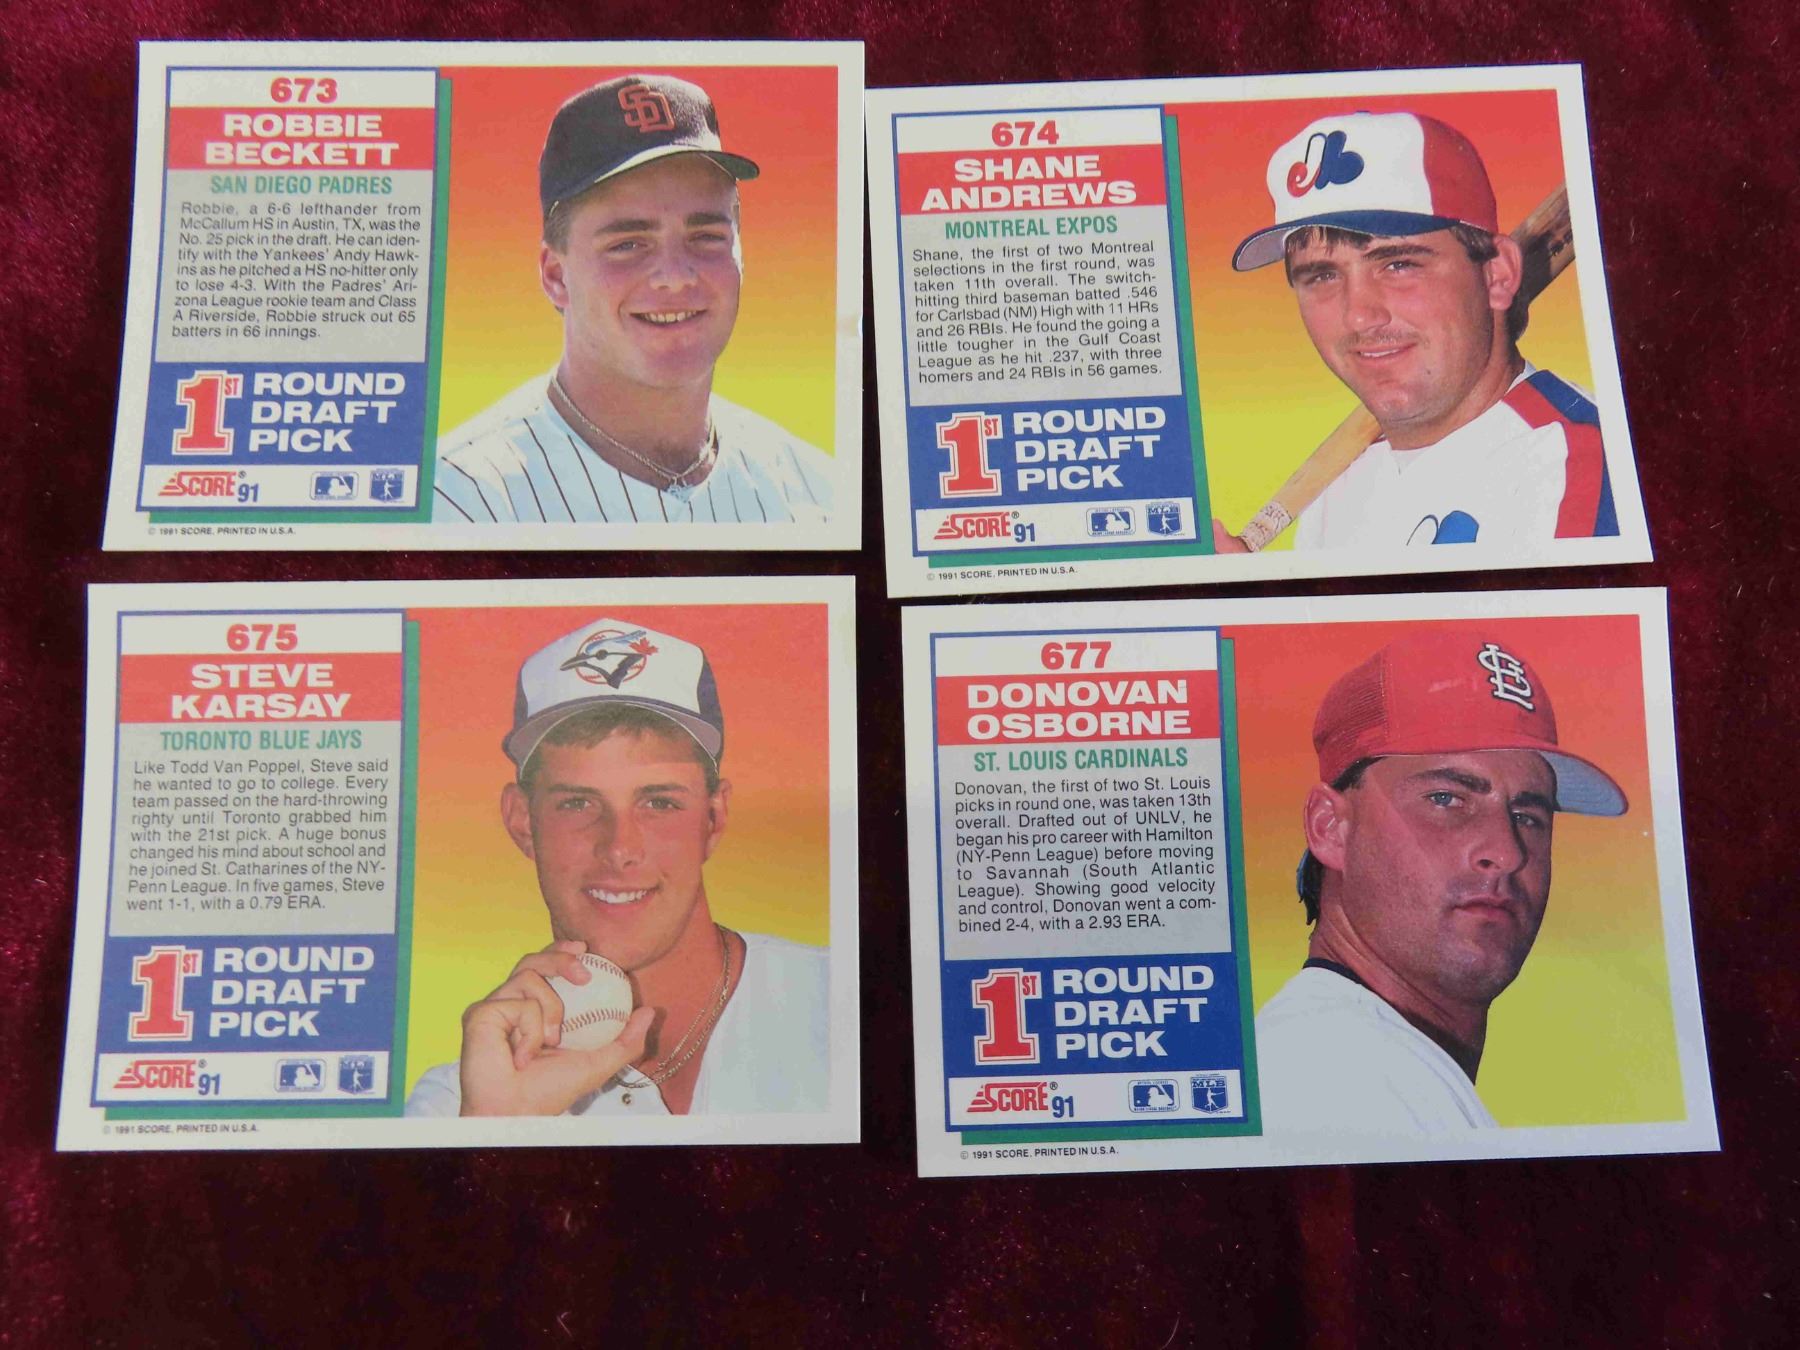 673
ROBBIE
BECKETT
SAN DIEGO PADRES
Robbie, a 6-6 lefthander from
McCallum HS in Austin, TX, was the
No. 25 pick in the draft. He can iden-
tify with the Yankees' Andy Hawk-
ins as he pitched a HS no-hitter only
to lose 4-3. With the Padres' Ari-
zona League rookie team and Class
A Riverside, Robbie struck out 65
batters in 66 innings.
1ST ROUND
DRAFT
PICK
SCORE® 91
© 1991 SCORE, PRINTED IN U.S.A.
SD
674
SHANE
ANDREWS
MONTREAL EXPOS
Shane, the first of two Montreal
selections in the first round, was
taken 11th overall. The switch-
hitting third baseman batted .546
for Carlsbad (NM) High with 11 HRs
and 26 RBIs. He found the going a
little tougher in the Gulf Coast
League as he hit .237, with three
homers and 24 RBIs in 56 games.
1ST ROUND
DRAFT
PICK
SCORE® 91
MLB
© 1991 SCORE, PRINTED IN U.S.A.
675
STEVE
KARSAY
TORONTO BLUE JAYS
Like Todd Van Poppel, Steve said
he wanted to go to college. Every
team passed on the hard-throwing
righty until Toronto grabbed him
with the 21st pick. A huge bonus
changed his mind about school and
he joined St. Catharines of the NY-
Penn League. In five games, Steve
went 1-1, with a 0.79 ERA.
1ST ROUND
DRAFT
PICK
SCORE® 91
© 1991 SCORE, PRINTED IN U.S.A.
677
DONOVAN
OSBORNE
ST. LOUIS CARDINALS
Donovan, the first of two St. Louis
picks in round one, was taken 13th
overall. Drafted out of UNLV, he
began his pro career with Hamilton
(NY-Penn League) before moving
to Savannah (South Atlantic
League). Showing good velocity
and control, Donovan went a com-
bined 2-4, with a 2.93 ERA.
1ST ROUND
DRAFT
PICK
SCORE® 91
© 1991 SCORE, PRINTED IN U.S.A.
STL